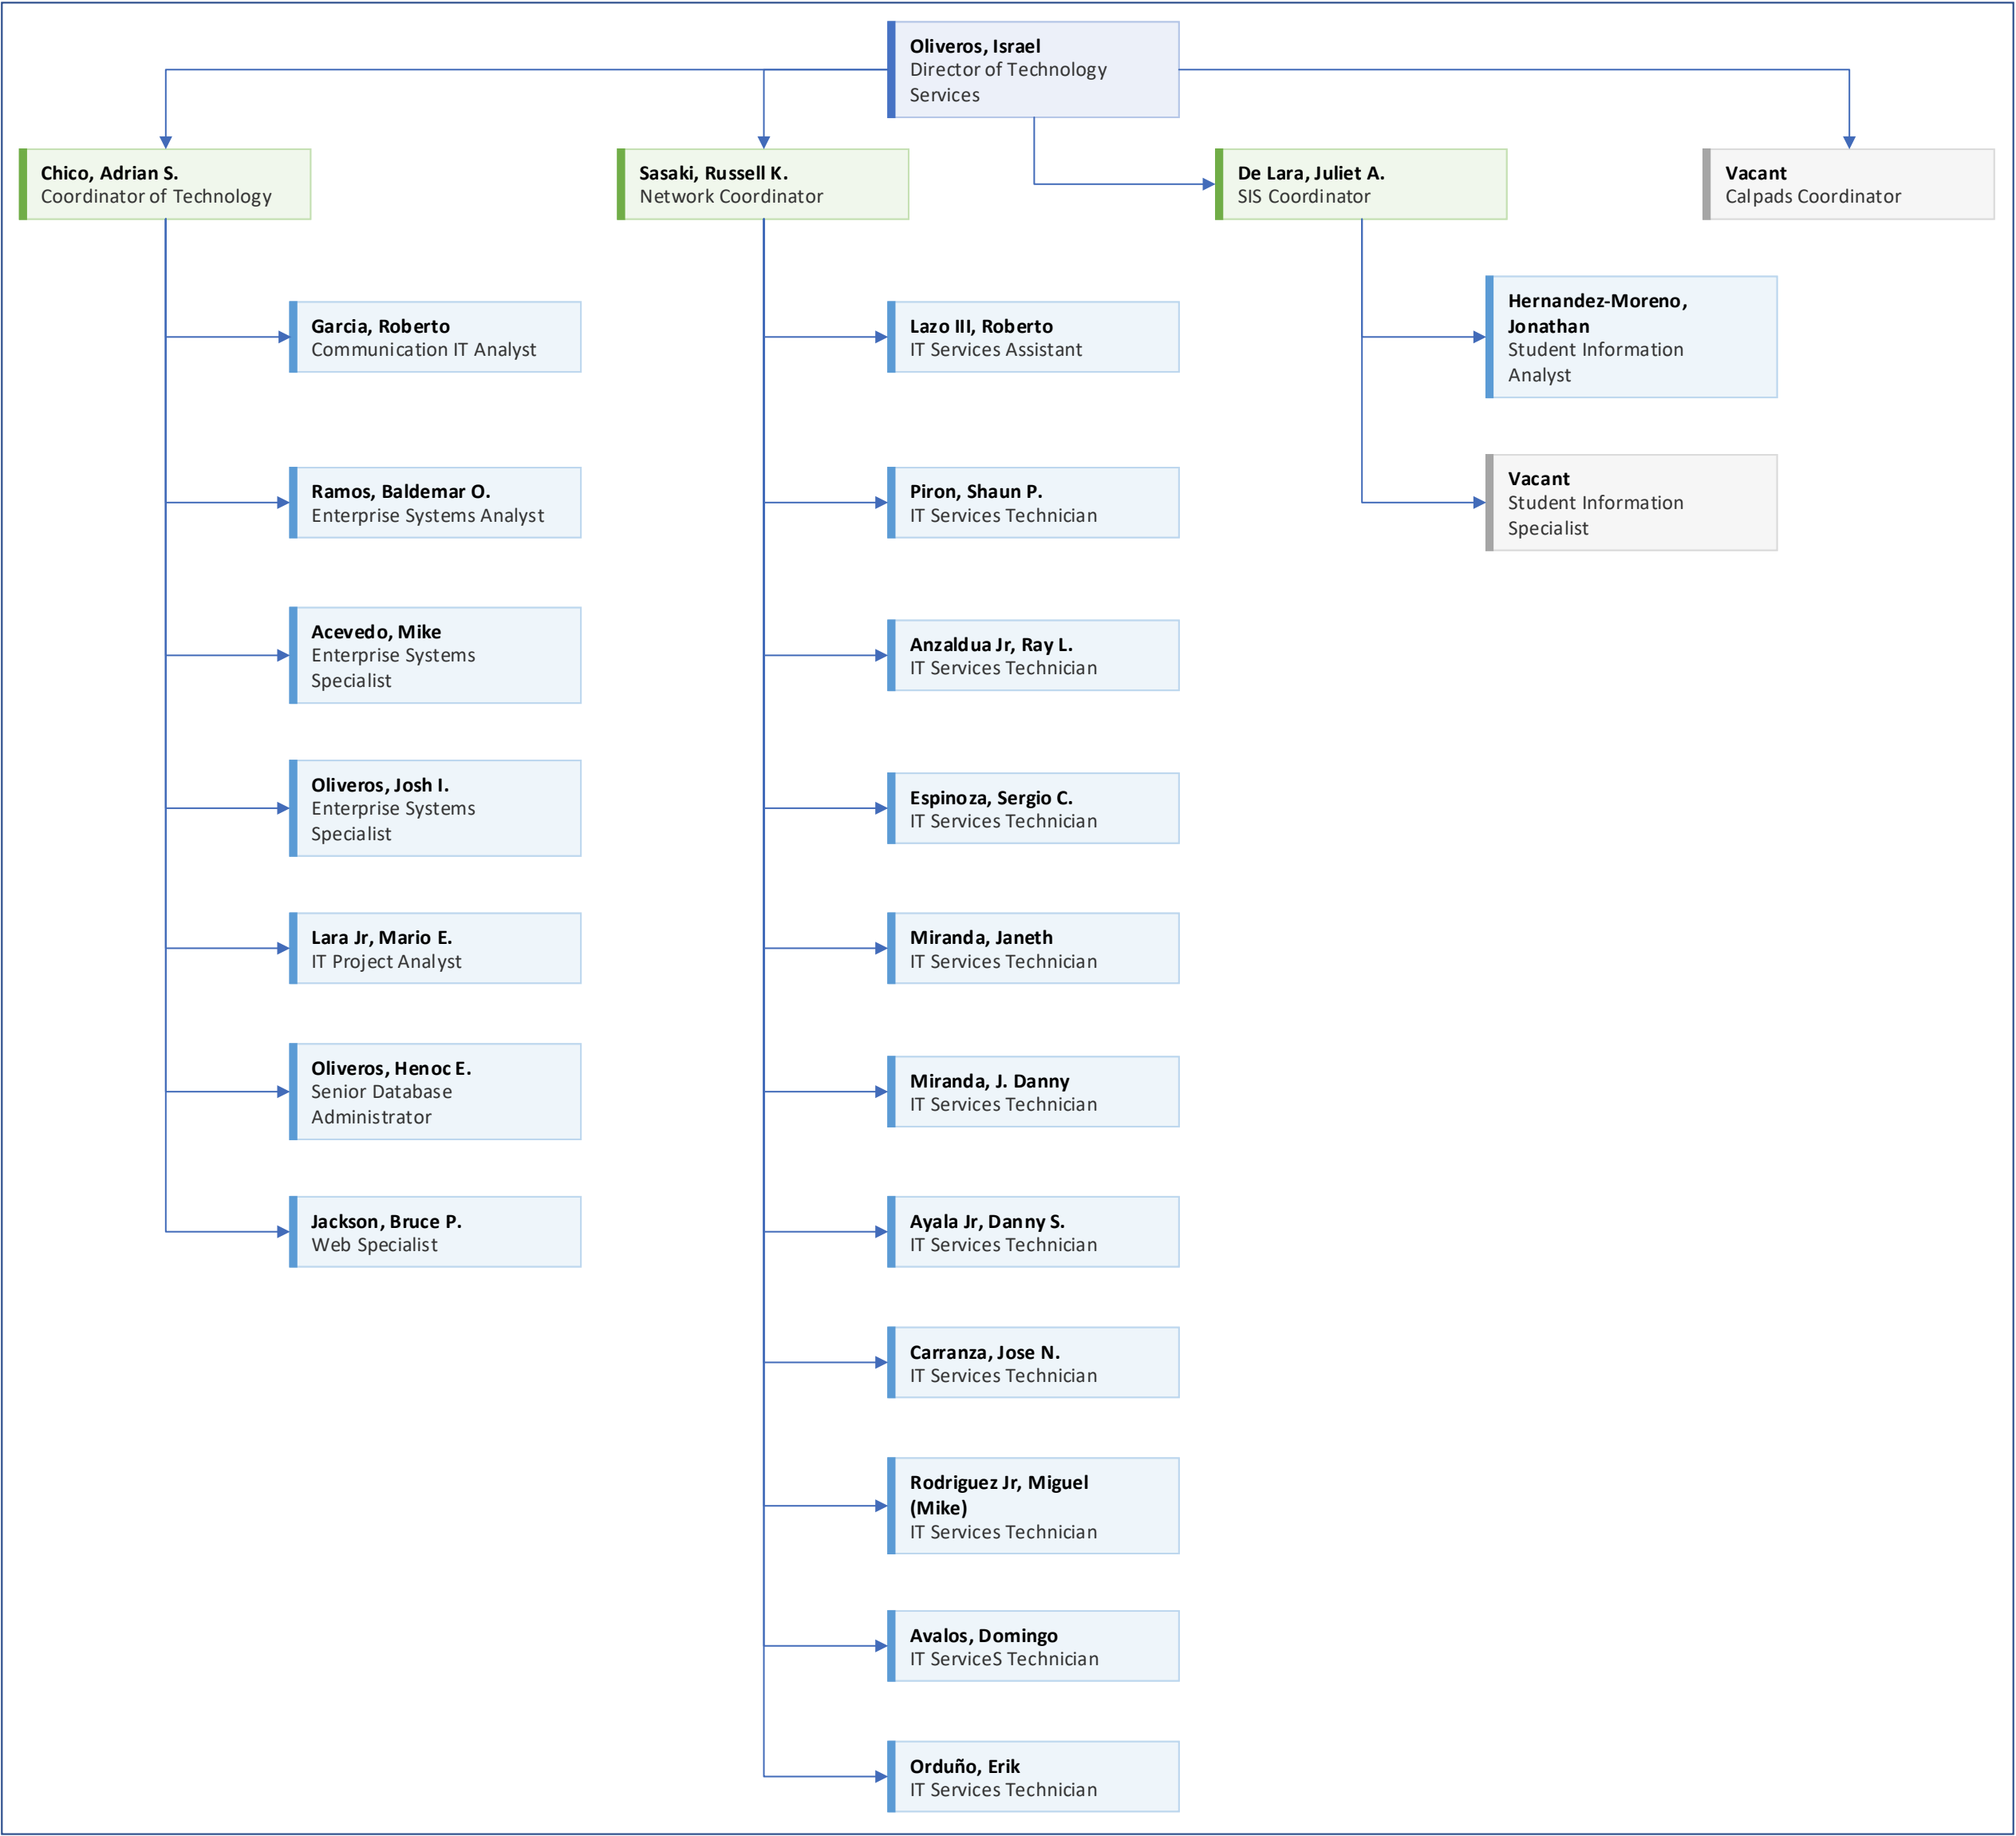 Oliveros, Israel
Director of Technology
Services
Chico, Adrian S.
Coordinator of Technology
Sasaki, Russell K.
Network Coordinator
De Lara, Juliet A.
SIS Coordinator
Vacant
Calpads Coordinator
Garcia, Roberto
Communication IT Analyst
Ramos, Baldemar O.
Enterprise Systems Analyst
Acevedo, Mike
Enterprise Systems
Specialist
Oliveros, Josh I.
Enterprise Systems
Specialist
Lara Jr, Mario E.
IT Project Analyst
Oliveros, Henoc E.
Senior Database
Administrator
Jackson, Bruce P.
Web Specialist
Lazo III, Roberto
IT Services Assistant
Piron, Shaun P.
IT Services Technician
Anzaldua Jr, Ray L.
IT Services Technician
Espinoza, Sergio C.
IT Services Technician
Miranda, Janeth
IT Services Technician
Miranda, J. Danny
IT Services Technician
Ayala Jr, Danny S.
IT Services Technician
Carranza, Jose N.
IT Services Technician
Rodriguez Jr, Miguel
(Mike)
IT Services Technician
Avalos, Domingo
IT ServiceS Technician
Orduño, Erik
IT Services Technician
Hernandez-Moreno,
Jonathan
Student Information
Analyst
Vacant
Student Information
Specialist